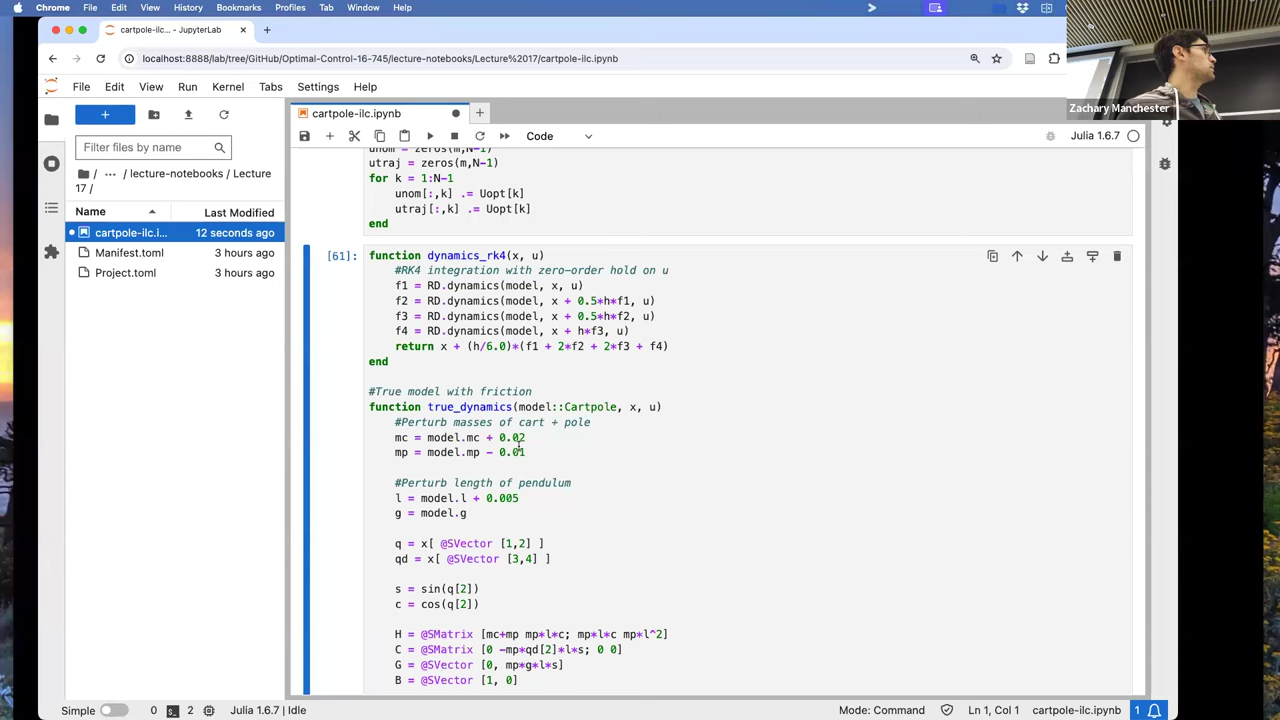 Chrome File Edit View History Bookmarks Profiles Tab Window Help
cartpole-ilc... - JupyterLab
localhost:8888/lab/tree/GitHub/Optimal-Control-16-745/lecture-notebooks/Lecture%2017/cartpole-ilc.ipynb
Zachary Manchester
File Edit View Run Kernel Tabs Settings Help
cartpole-ilc.ipynb
Code
Julia 1.6.7
Filter files by name
/ ... / lecture-notebooks / Lecture
17 /
Name Last Modified
cartpole-ilc.i... 12 seconds ago
Manifest.toml 3 hours ago
Project.toml 3 hours ago
unom = zeros(m,N-1)
utraj = zeros(m,N-1)
for k = 1:N-1
unom[:,k] .= Uopt[k]
utraj[:,k] .= Uopt[k]
end
[61]:
function dynamics_rk4(x, u)
#RK4 integration with zero-order hold on u
f1 = RD.dynamics(model, x, u)
f2 = RD.dynamics(model, x + 0.5*h*f1, u)
f3 = RD.dynamics(model, x + 0.5*h*f2, u)
f4 = RD.dynamics(model, x + h*f3, u)
return x + (h/6.0)*(f1 + 2*f2 + 2*f3 + f4)
end
#True model with friction
function true_dynamics(model::Cartpole, x, u)
#Perturb masses of cart + pole
mc = model.mc + 0.02
mp = model.mp - 0.01
#Perturb length of pendulum
l = model.l + 0.005
g = model.g
q = x[ @SVector [1,2] ]
qd = x[ @SVector [3,4] ]
s = sin(q[2])
c = cos(q[2])
H = @SMatrix [mc+mp mp*l*c; mp*l*c mp*l^2]
C = @SMatrix [0 -mp*qd[2]*l*s; 0 0]
G = @SVector [0, mp*g*l*s]
B = @SVector [1, 0]
Simple 0 2 Julia 1.6.7 | Idle Mode: Command Ln 1, Col 1 cartpole-ilc.ipynb 1